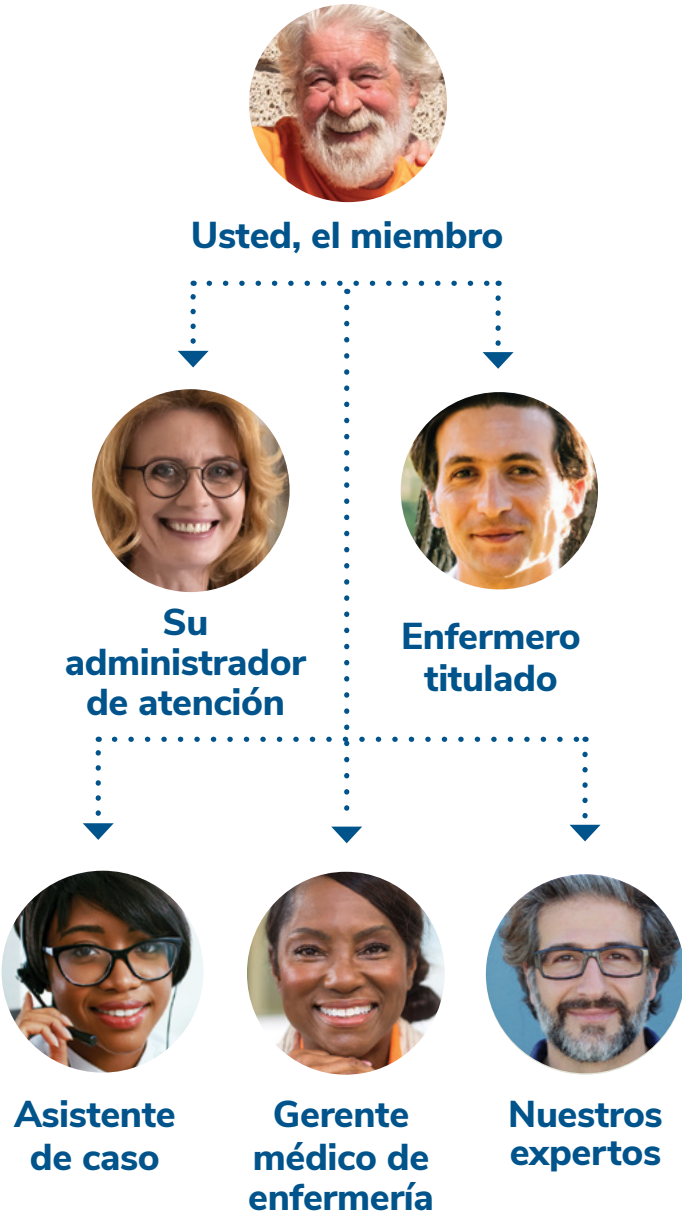 Usted, el miembro
Su
administrador
de atención
Enfermero
titulado
Asistente
de caso
Gerente
médico de
enfermería
Nuestros
expertos